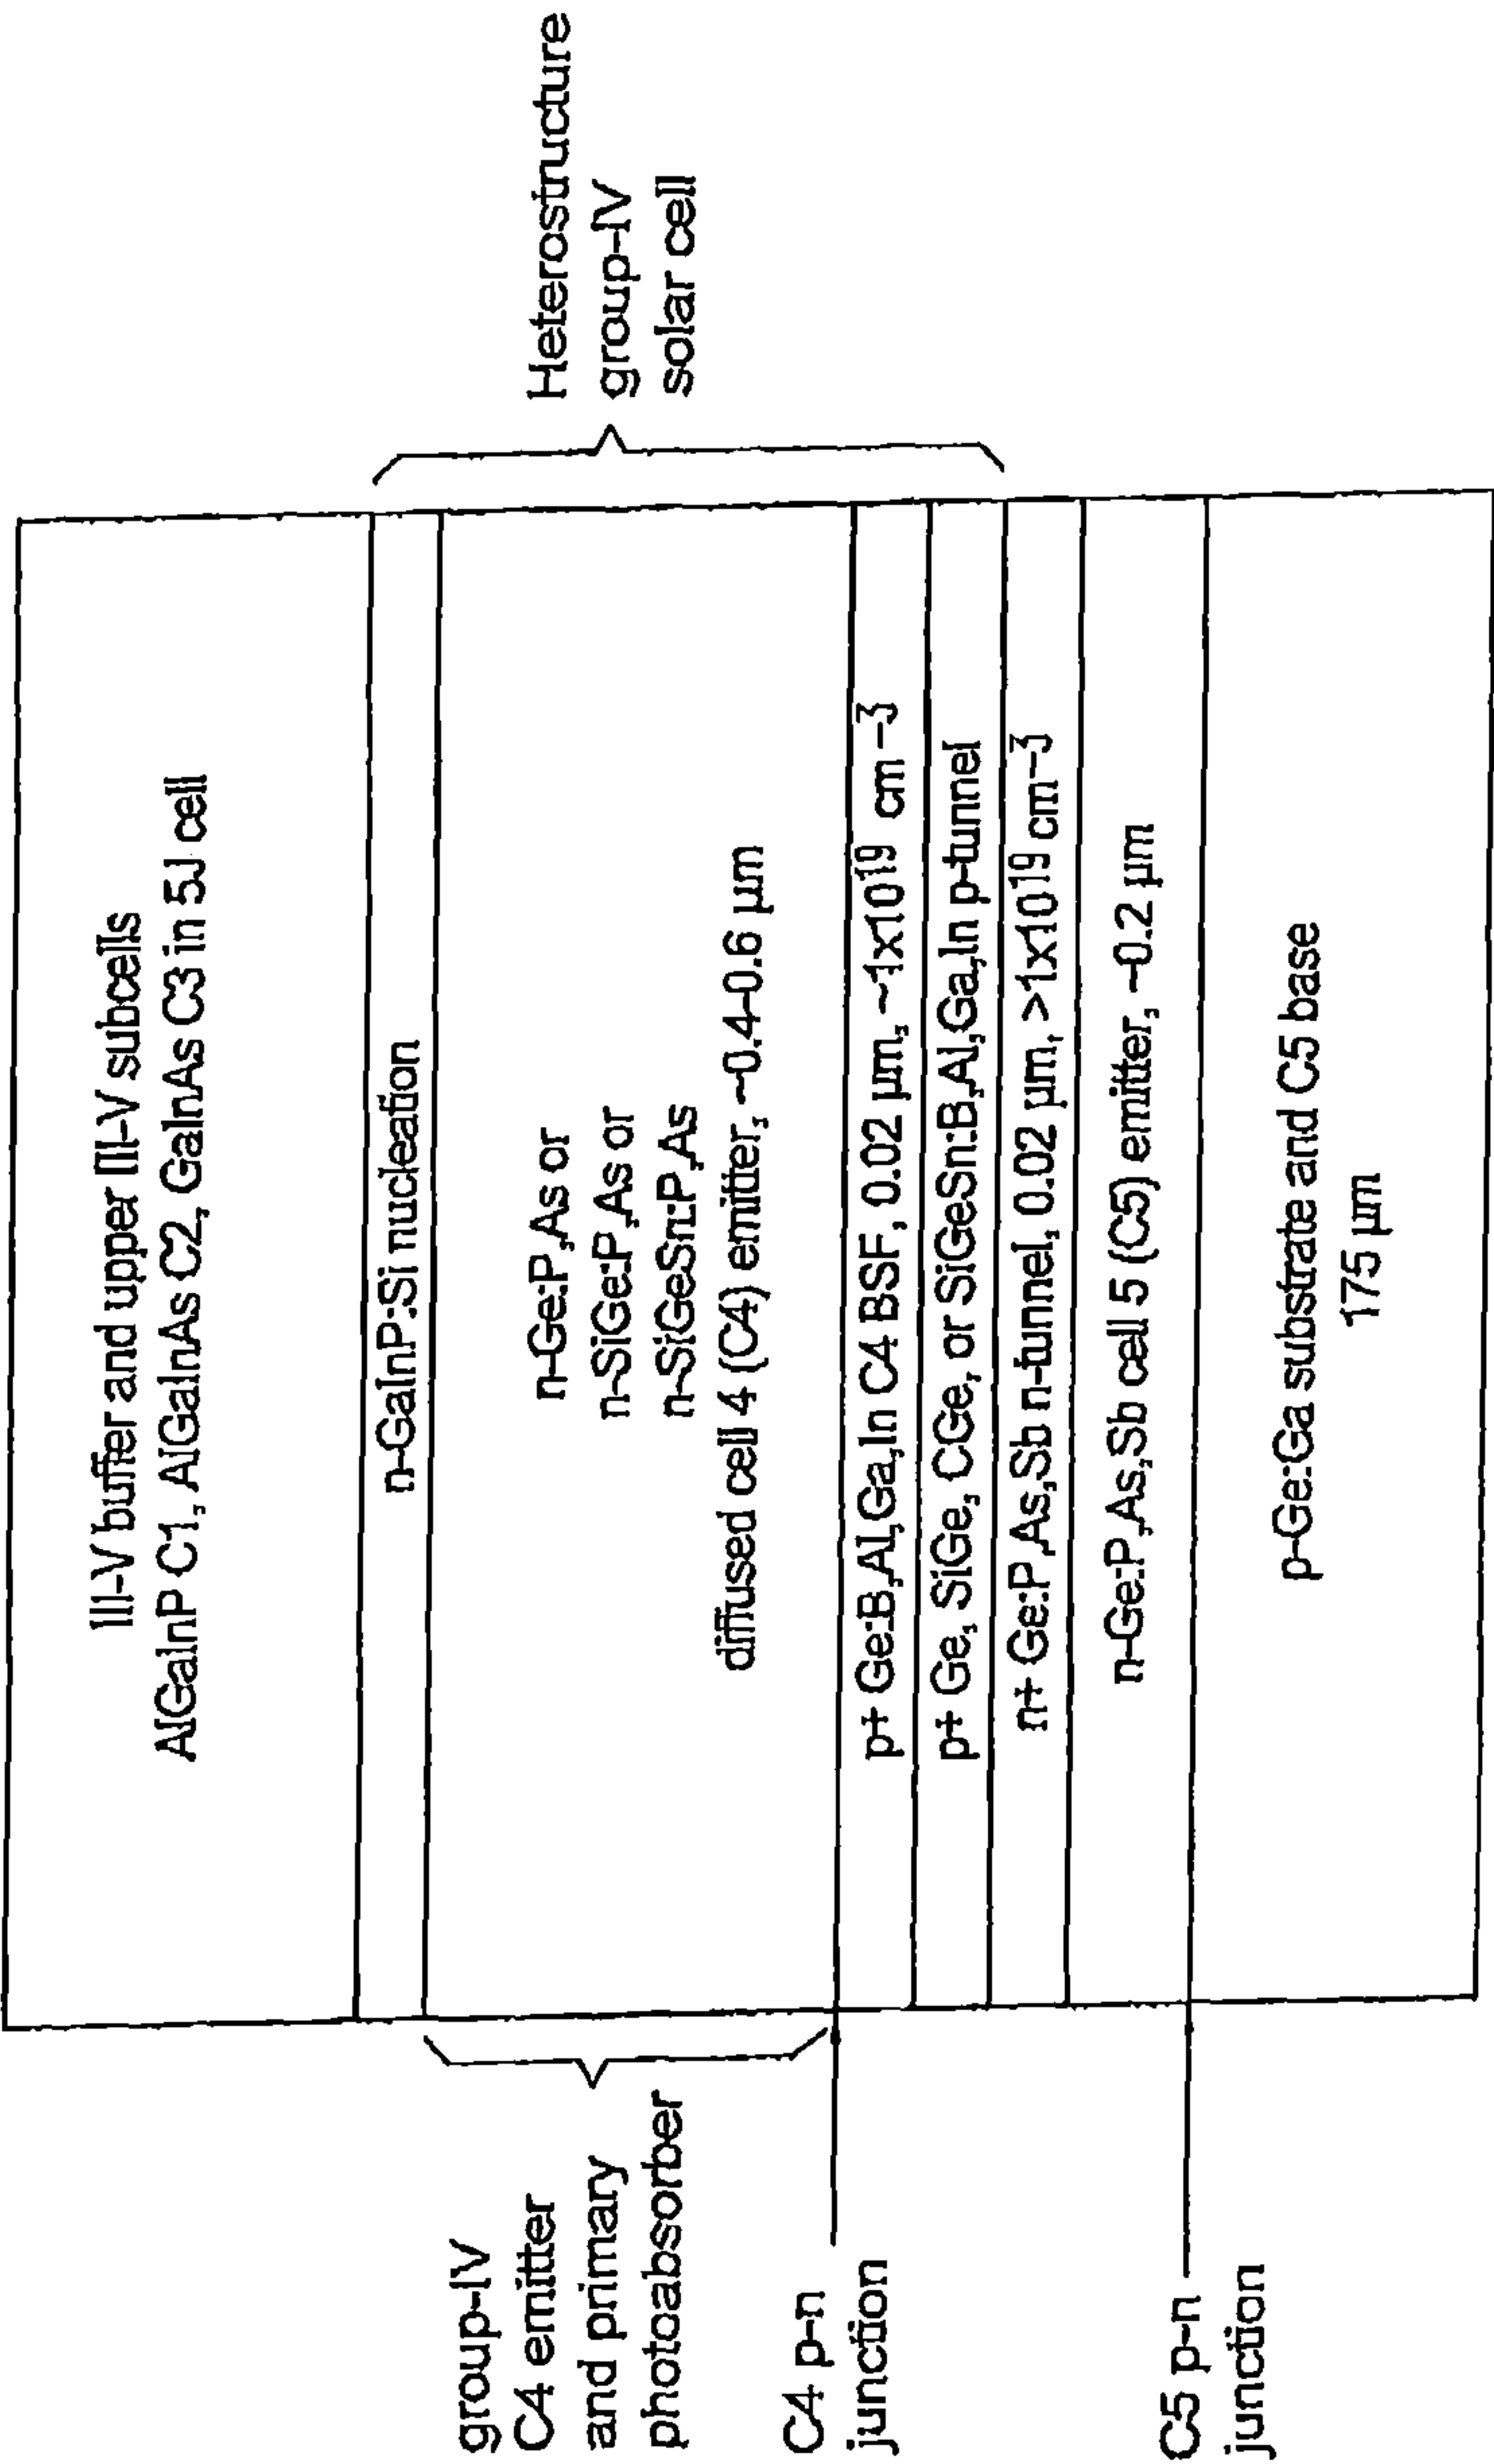 III-V buffer and upper III-V subcells
AlGaInP C1, AlGaInAs C2, GaInAs C3 in 5J cell
n-GaInP:Si nucleation
n-Ge:P,As or
n-SiGe:P,As or
n-SiGeSn:P,As
diffused cell 4 (C4) emitter, ~0.4-0.6 µm
p+ Ge:B,Al,Ga,In C4 BSF, 0.02 µm, ~1x10¹⁹ cm⁻³
p+ Ge, SiGe, CGe, or SiGeSn:B,Al,Ga,In p-tunnel
n+ Ge:P,As,Sb n-tunnel, 0.02 µm, >1x10¹⁹ cm⁻³
n-Ge:P,As,Sb cell 5 (C5) emitter, ~0.2 µm
p-Ge:Ga substrate and C5 base
175 µm
group-IV
C4 emitter
and primary
photoabsorber
C4 p-n
junction
C5 p-n
junction
Heterostructure
group-IV
solar cell